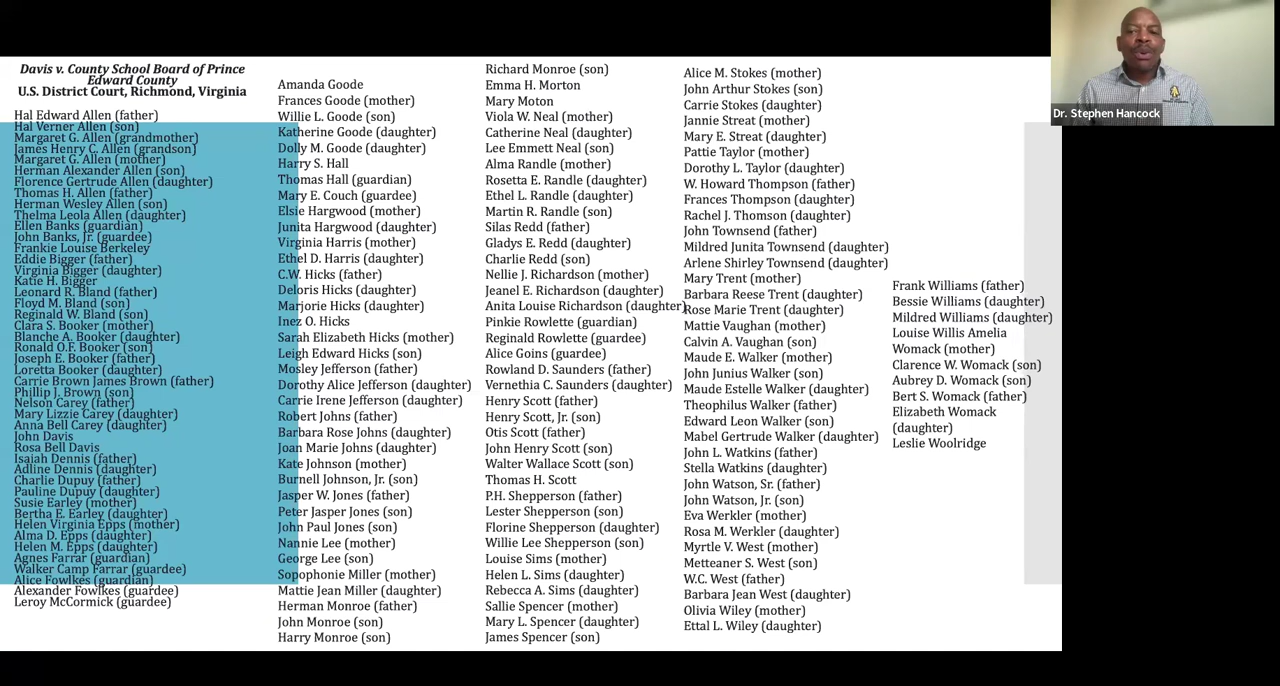 Davis v. County School Board of Prince
Edward County
U.S. District Court, Richmond, Virginia
Hal Edward Allen (father)
Hal Verner Allen (son)
Margaret G. Allen (grandmother)
James Henry C. Allen (grandson)
Margaret G. Allen (mother)
Herman Alexander Allen (son)
Florence Gertrude Allen (daughter)
Thomas H. Allen (father)
Herman Wesley Allen (son)
Thelma Leola Allen (daughter)
Ellen Banks (guardian)
John Banks, Jr. (guardee)
Frankie Louise Berkeley
Eddie Bigger (father)
Virginia Bigger (daughter)
Katie H. Bigger
Leonard R. Bland (father)
Floyd M. Bland (son)
Reginald W. Bland (son)
Clara S. Booker (mother)
Blanche A. Booker (daughter)
Ronald O.F. Booker (son)
Joseph E. Booker (father)
Loretta Booker (daughter)
Carrie Brown James Brown (father)
Phillip J. Brown (son)
Nelson Carey (father)
Mary Lizzie Carey (daughter)
Anna Bell Carey (daughter)
John Davis
Rosa Bell Davis
Isaiah Dennis (father)
Adline Dennis (daughter)
Charlie Dupuy (father)
Pauline Dupuy (daughter)
Susie Earley (mother)
Bertha E. Earley (daughter)
Helen Virginia Epps (mother)
Alma D. Epps (daughter)
Helen M. Epps (daughter)
Agnes Farrar (guardian)
Walker Camp Farrar (guardee)
Alice Fowlkes (guardian)
Alexander Fowlkes (guardee)
Leroy McCormick (guardee)
Amanda Goode
Frances Goode (mother)
Willie L. Goode (son)
Katherine Goode (daughter)
Dolly M. Goode (daughter)
Harry S. Hall
Thomas Hall (guardian)
Mary E. Couch (guardee)
Elsie Hargwood (mother)
Junita Hargwood (daughter)
Virginia Harris (mother)
Ethel D. Harris (daughter)
C.W. Hicks (father)
Deloris Hicks (daughter)
Marjorie Hicks (daughter)
Inez O. Hicks
Sarah Elizabeth Hicks (mother)
Leigh Edward Hicks (son)
Mosley Jefferson (father)
Dorothy Alice Jefferson (daughter)
Carrie Irene Jefferson (daughter)
Robert Johns (father)
Barbara Rose Johns (daughter)
Joan Marie Johns (daughter)
Kate Johnson (mother)
Burnell Johnson, Jr. (son)
Jasper W. Jones (father)
Peter Jasper Jones (son)
John Paul Jones (son)
Nannie Lee (mother)
George Lee (son)
Sopophonie Miller (mother)
Mattie Jean Miller (daughter)
Herman Monroe (father)
John Monroe (son)
Harry Monroe (son)
Richard Monroe (son)
Emma H. Morton
Mary Moton
Viola W. Neal (mother)
Catherine Neal (daughter)
Lee Emmett Neal (son)
Alma Randle (mother)
Rosetta E. Randle (daughter)
Ethel L. Randle (daughter)
Martin R. Randle (son)
Silas Redd (father)
Gladys E. Redd (daughter)
Charlie Redd (son)
Nellie J. Richardson (mother)
Jeanel E. Richardson (daughter)
Anita Louise Richardson (daughter)
Pinkie Rowlette (guardian)
Reginald Rowlette (guardee)
Alice Goins (guardee)
Rowland D. Saunders (father)
Vernethia C. Saunders (daughter)
Henry Scott (father)
Henry Scott, Jr. (son)
Otis Scott (father)
John Henry Scott (son)
Walter Wallace Scott (son)
Thomas H. Scott
P.H. Shepperson (father)
Lester Shepperson (son)
Florine Shepperson (daughter)
Willie Lee Shepperson (son)
Louise Sims (mother)
Helen L. Sims (daughter)
Rebecca A. Sims (daughter)
Sallie Spencer (mother)
Mary L. Spencer (daughter)
James Spencer (son)
Alice M. Stokes (mother)
John Arthur Stokes (son)
Carrie Stokes (daughter)
Jannie Streat (mother)
Mary E. Streat (daughter)
Pattie Taylor (mother)
Dorothy L. Taylor (daughter)
W. Howard Thompson (father)
Frances Thompson (daughter)
Rachel J. Thomson (daughter)
John Townsend (father)
Mildred Junita Townsend (daughter)
Arlene Shirley Townsend (daughter)
Mary Trent (mother)
Barbara Reese Trent (daughter)
Rose Marie Trent (daughter)
Mattie Vaughan (mother)
Calvin A. Vaughan (son)
Maude E. Walker (mother)
John Junius Walker (son)
Maude Estelle Walker (daughter)
Theophilus Walker (father)
Edward Leon Walker (son)
Mabel Gertrude Walker (daughter)
John L. Watkins (father)
Stella Watkins (daughter)
John Watson, Sr. (father)
John Watson, Jr. (son)
Eva Werkler (mother)
Rosa M. Werkler (daughter)
Myrtle V. West (mother)
Metteaner S. West (son)
W.C. West (father)
Barbara Jean West (daughter)
Olivia Wiley (mother)
Ettal L. Wiley (daughter)
Frank Williams (father)
Bessie Williams (daughter)
Mildred Williams (daughter)
Louise Willis Amelia
Womack (mother)
Clarence W. Womack (son)
Aubrey D. Womack (son)
Bert S. Womack (father)
Elizabeth Womack
(daughter)
Leslie Woolridge
Dr. Stephen Hancock